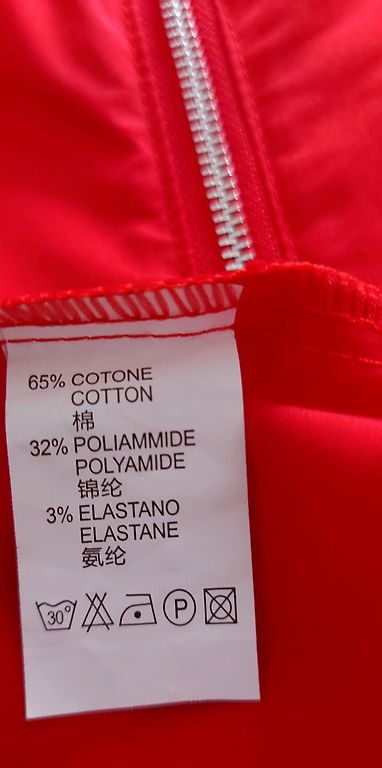 65% COTONE
COTTON
棉
32% POLIAMMIDE
POLYAMIDE
锦纶
3% ELASTANO
ELASTANE
氨纶
30° P